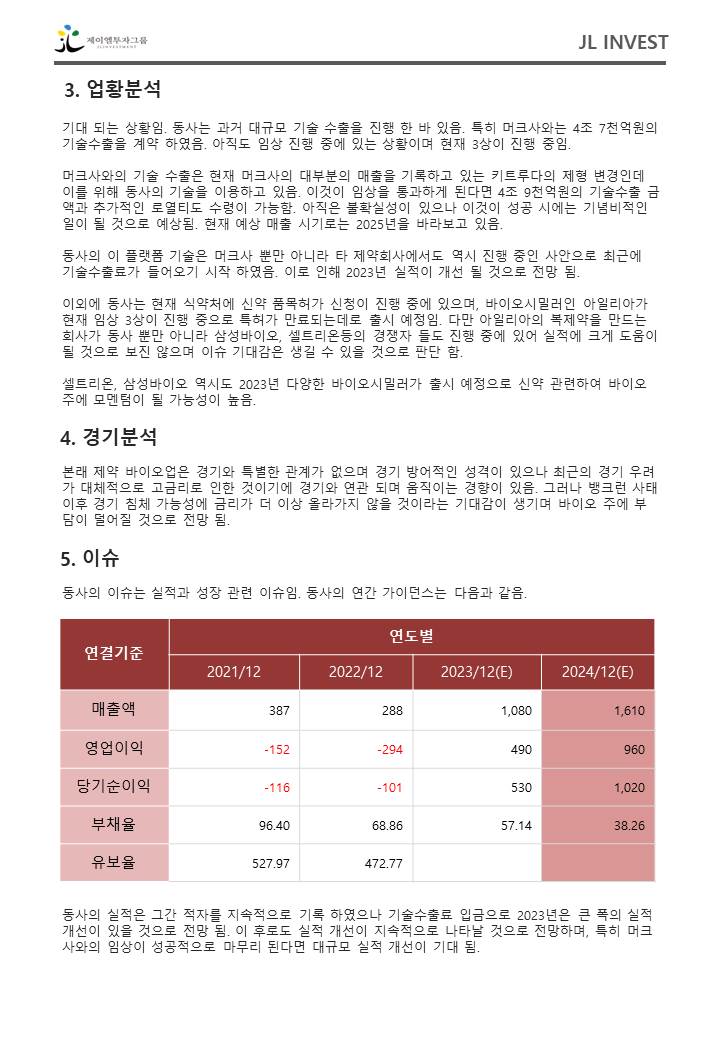 제이엘투자그룹
JLINVESTMENT
JL INVEST
3. 업황분석
기대 되는 상황임. 동사는 과거 대규모 기술 수출을 진행 한 바 있음. 특히 머크사와는 4조 7천억원의
기술수출을 계약 하였음. 아직도 임상 진행 중에 있는 상황이며 현재 3상이 진행 중임.
머크사와의 기술 수출은 현재 머크사의 대부분의 매출을 기록하고 있는 키트루다의 제형 변경인데
이를 위해 동사의 기술을 이용하고 있음. 이것이 임상을 통과하게 된다면 4조 9천억원의 기술수출 금
액과 추가적인 로열티도 수령이 가능함. 아직은 불확실성이 있으나 이것이 성공 시에는 기념비적인
일이 될 것으로 예상됨. 현재 예상 매출 시기로는 2025년을 바라보고 있음.
동사의 이 플랫폼 기술은 머크사 뿐만 아니라 타 제약회사에서도 역시 진행 중인 사안으로 최근에
기술수출료가 들어오기 시작 하였음. 이로 인해 2023년 실적이 개선 될 것으로 전망 됨.
이외에 동사는 현재 식약처에 신약 품목허가 신청이 진행 중에 있으며, 바이오시밀러인 아일리아가
현재 임상 3상이 진행 중으로 특허가 만료되는데로 출시 예정임. 다만 아일리아의 복제약을 만드는
회사가 동사 뿐만 아니라 삼성바이오, 셀트리온등의 경쟁자 들도 진행 중에 있어 실적에 크게 도움이
될 것으로 보진 않으며 이슈 기대감은 생길 수 있을 것으로 판단 함.
셀트리온, 삼성바이오 역시도 2023년 다양한 바이오시밀러가 출시 예정으로 신약 관련하여 바이오
주에 모멘텀이 될 가능성이 높음.
4. 경기분석
본래 제약 바이오업은 경기와 특별한 관계가 없으며 경기 방어적인 성격이 있으나 최근의 경기 우려
가 대체적으로 고금리로 인한 것이기에 경기와 연관 되며 움직이는 경향이 있음. 그러나 뱅크런 사태
이후 경기 침체 가능성에 금리가 더 이상 올라가지 않을 것이라는 기대감이 생기며 바이오 주에 부
담이 덜어질 것으로 전망 됨.
5. 이슈
동사의 이슈는 실적과 성장 관련 이슈임. 동사의 연간 가이던스는 다음과 같음.
연결기준 연도별
2021/12 2022/12 2023/12(E) 2024/12(E)
매출액 387 288 1,080 1,610
영업이익 -152 -294 490 960
당기순이익 -116 -101 530 1,020
부채율 96.40 68.86 57.14 38.26
유보율 527.97 472.77
동사의 실적은 그간 적자를 지속적으로 기록 하였으나 기술수출료 입금으로 2023년은 큰 폭의 실적
개선이 있을 것으로 전망 됨. 이 후로도 실적 개선이 지속적으로 나타날 것으로 전망하며, 특히 머크
사와의 임상이 성공적으로 마무리 된다면 대규모 실적 개선이 기대 됨.